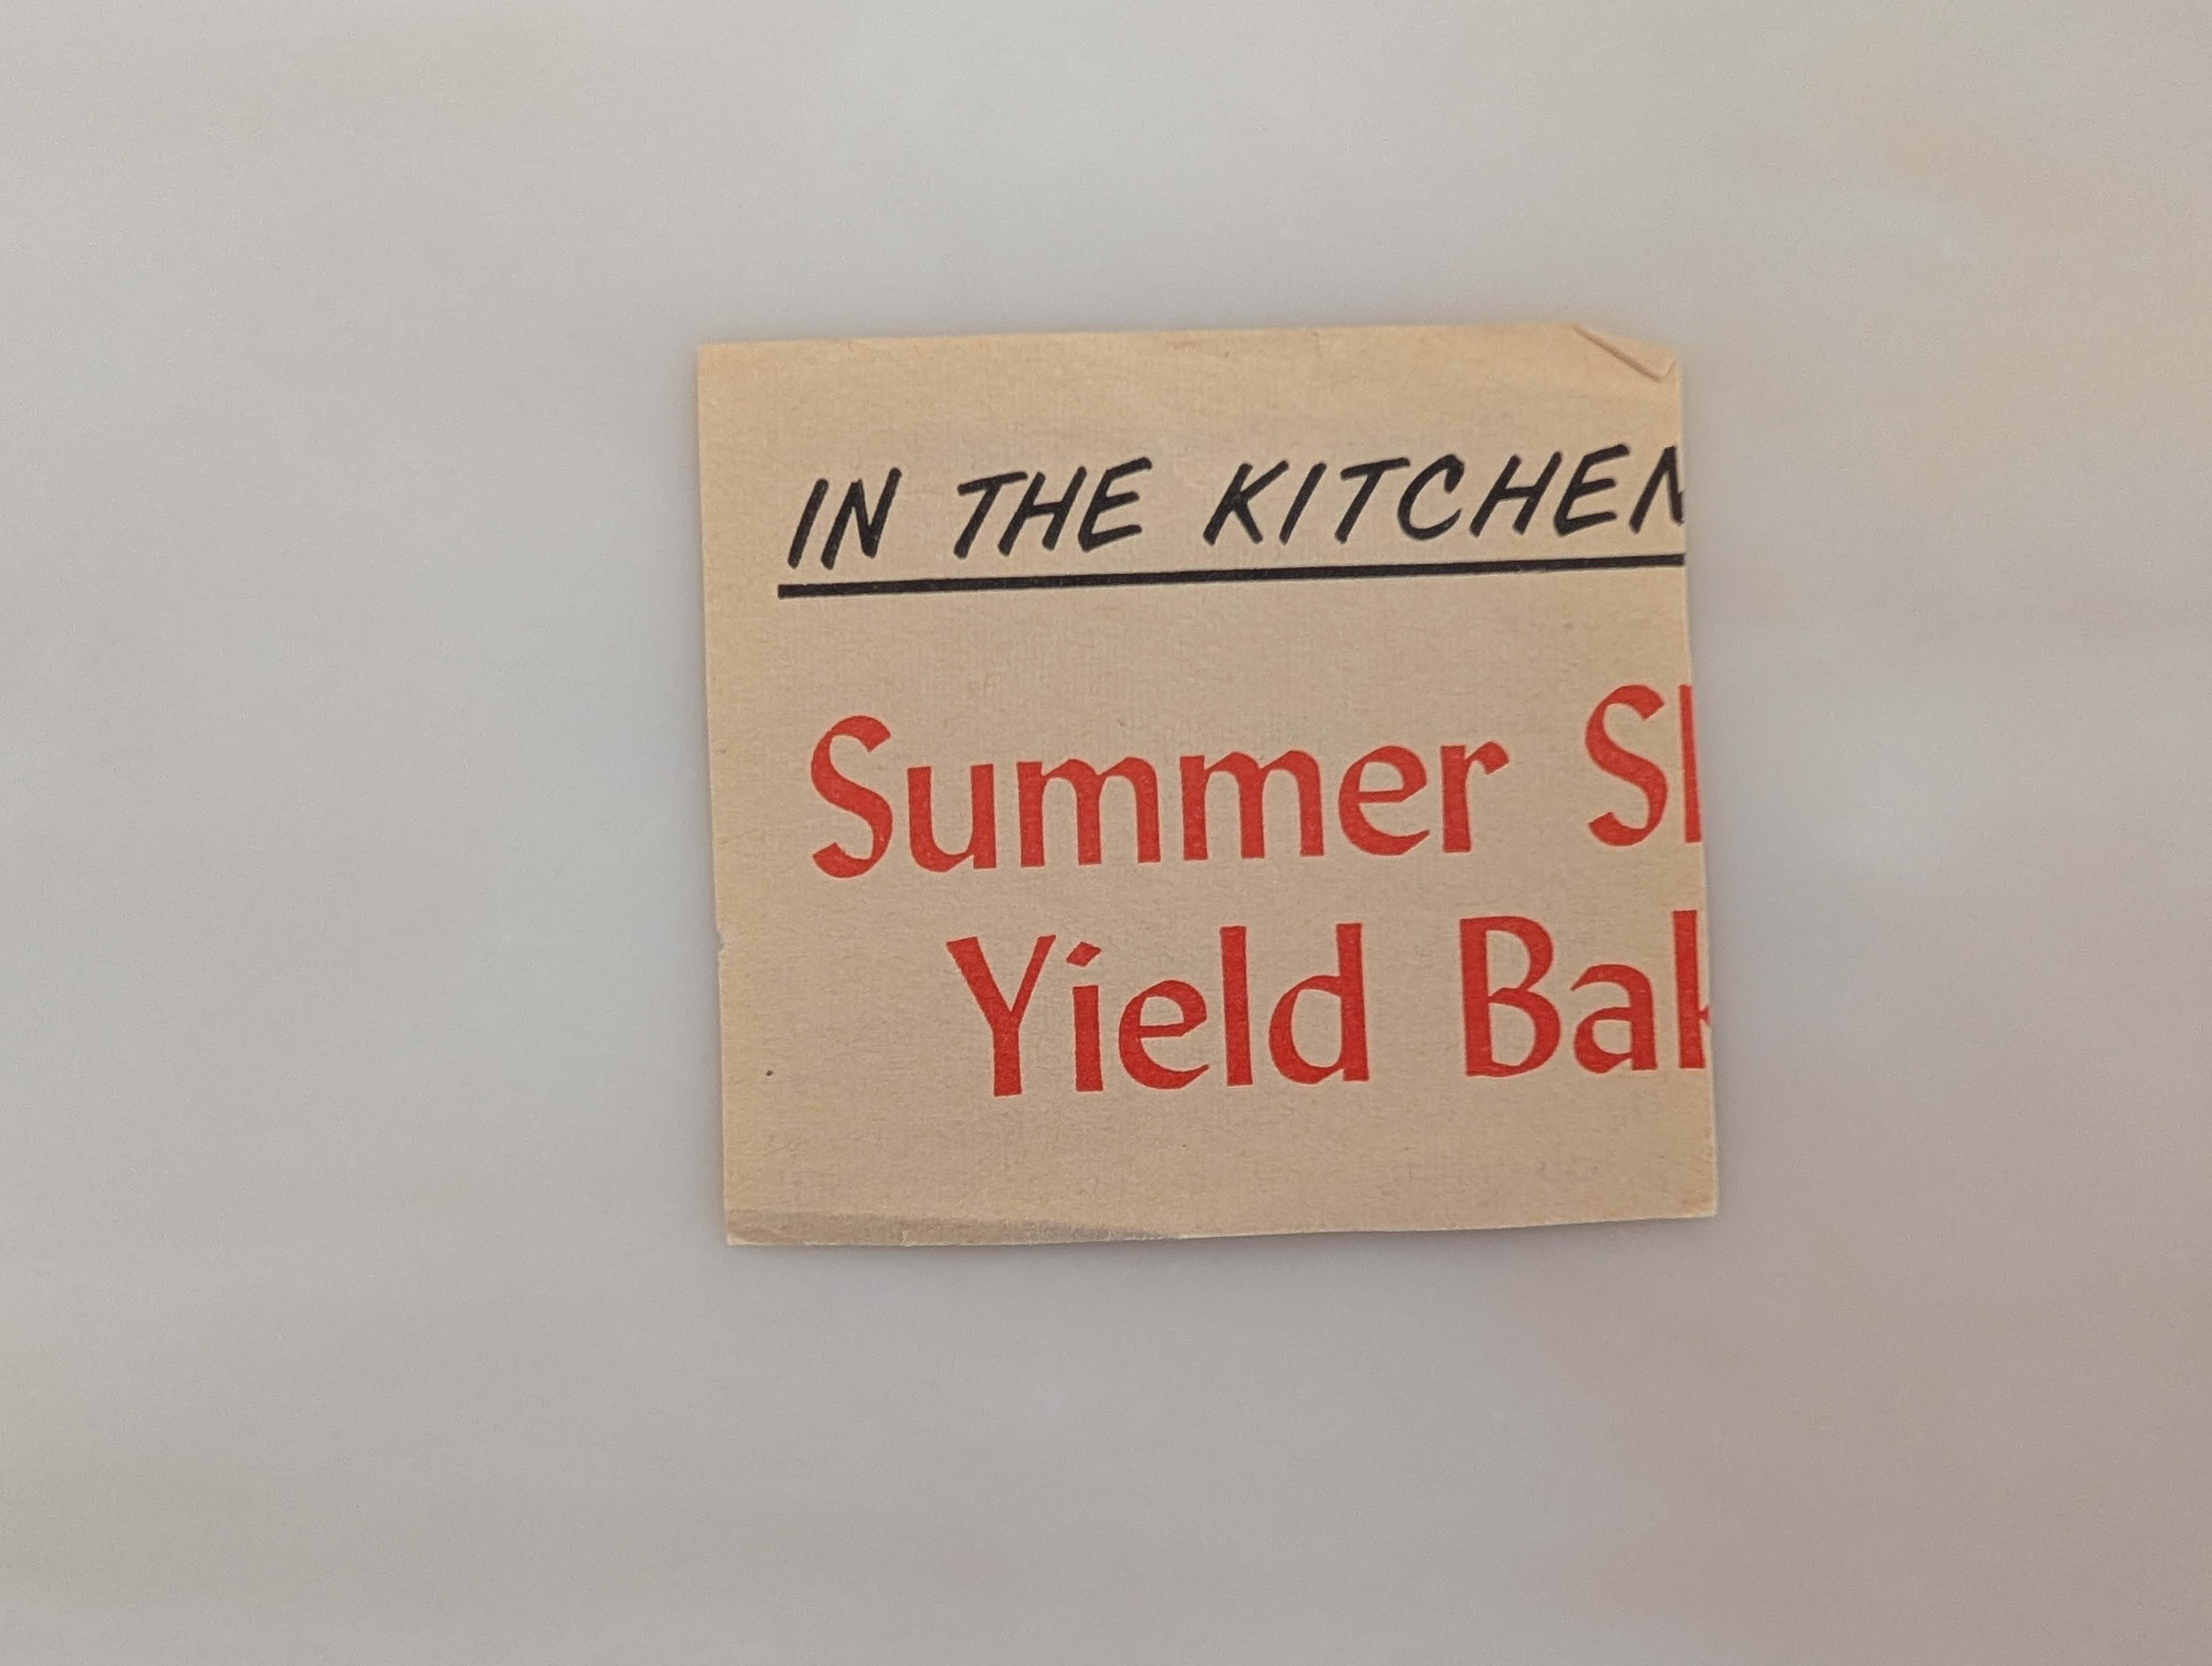 IN THE KITCHEN
Summer
Yield